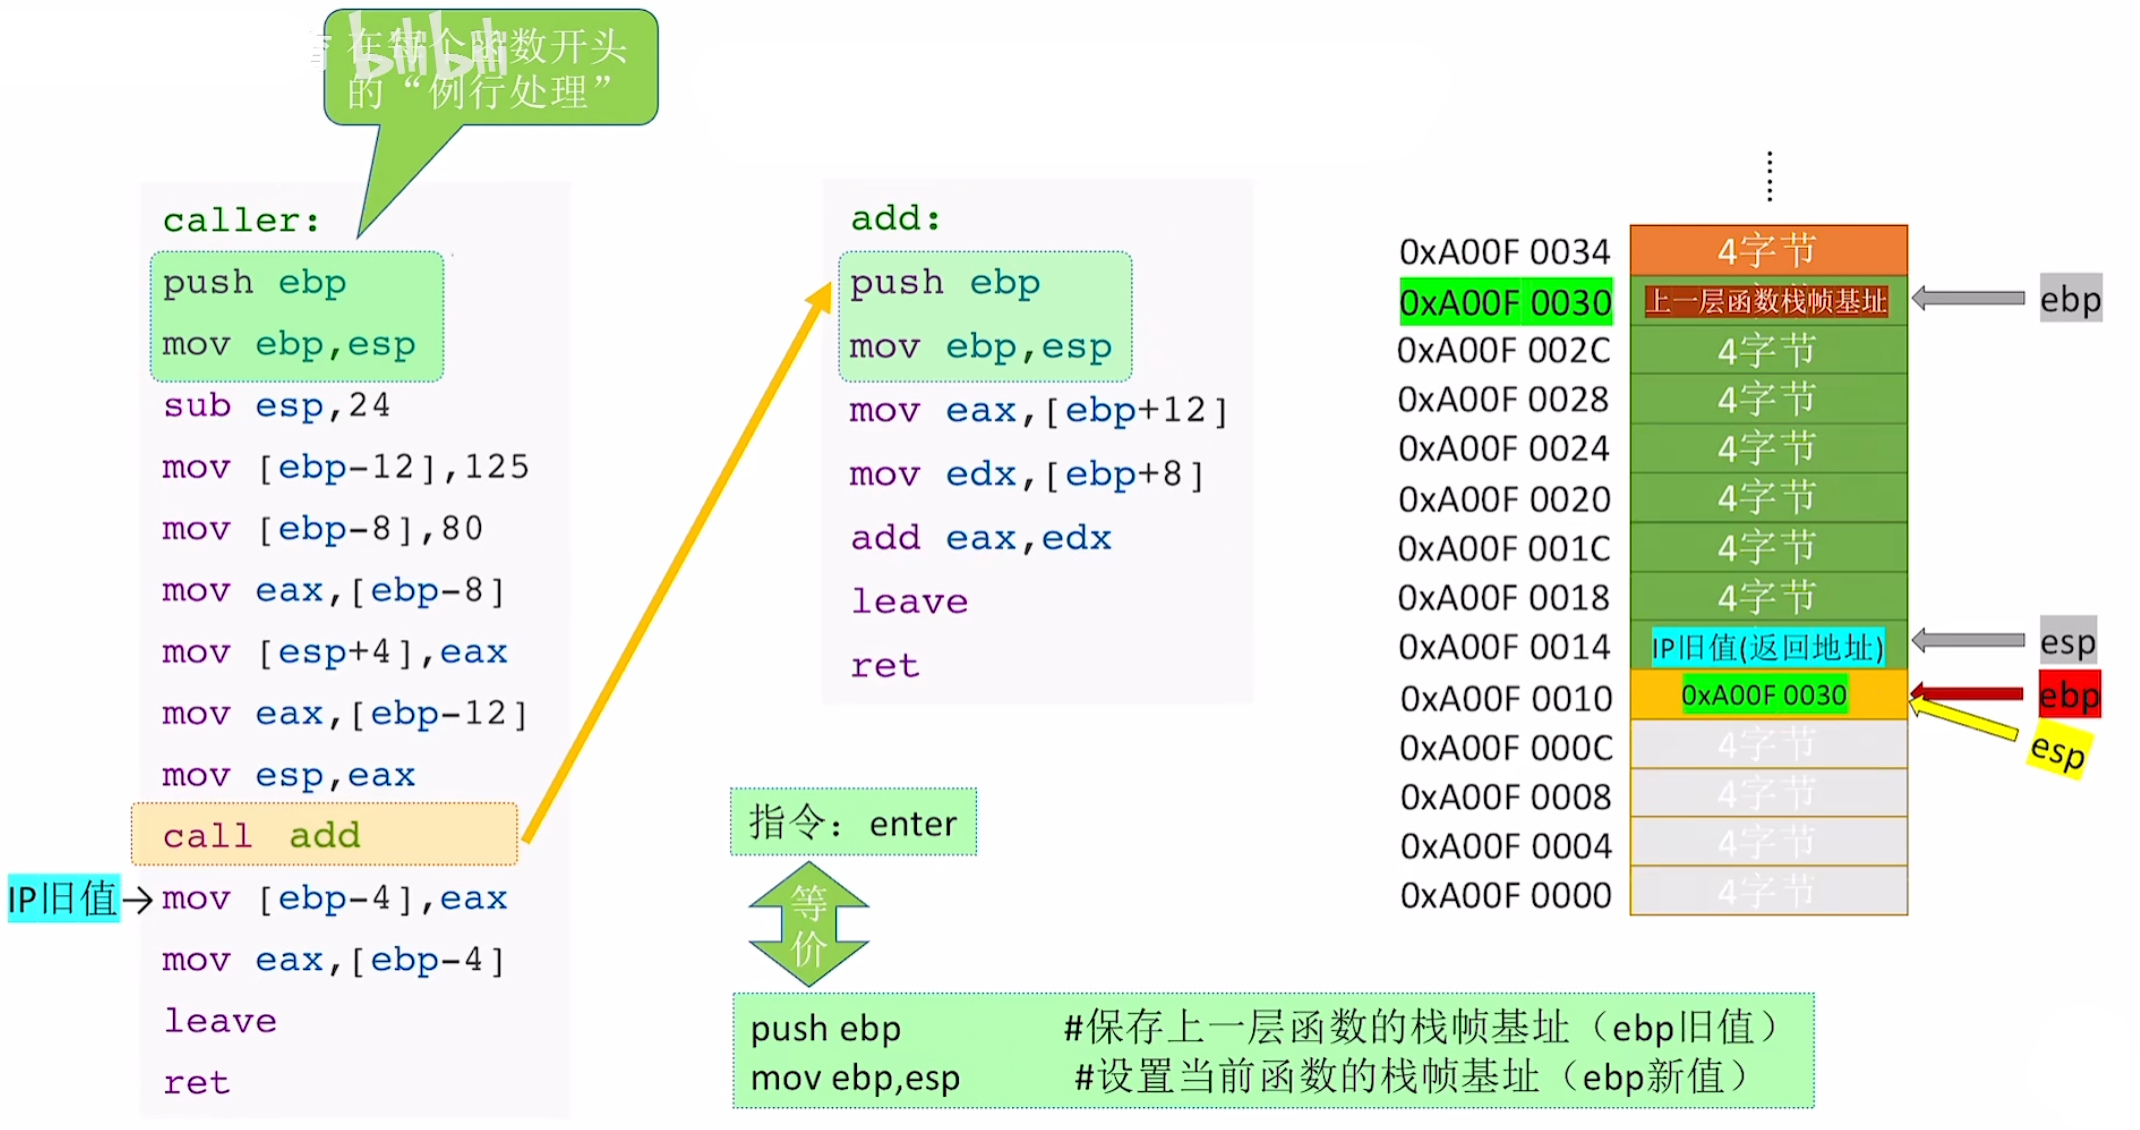 在每个函数开头
的“例行处理”
bilibili
caller:
push ebp
mov ebp,esp
sub esp,24
mov [ebp-12],125
mov [ebp-8],80
mov eax,[ebp-8]
mov [esp+4],eax
mov eax,[ebp-12]
mov esp,eax
call add
IP旧值→mov [ebp-4],eax
mov eax,[ebp-4]
leave
ret
add:
push ebp
mov ebp,esp
mov eax,[ebp+12]
mov edx,[ebp+8]
add eax,edx
leave
ret
指令：enter
等
价
push ebp #保存上一层函数的栈帧基址（ebp旧值）
mov ebp,esp #设置当前函数的栈帧基址（ebp新值）
0xA00F 0034 4字节
0xA00F 0030 上一层函数栈帧基址 ebp
0xA00F 002C 4字节
0xA00F 0028 4字节
0xA00F 0024 4字节
0xA00F 0020 4字节
0xA00F 001C 4字节
0xA00F 0018 4字节
0xA00F 0014 IP旧值(返回地址) esp
0xA00F 0010 0xA00F 0030 ebp
esp
0xA00F 000C 4字节
0xA00F 0008 4字节
0xA00F 0004 4字节
0xA00F 0000 4字节